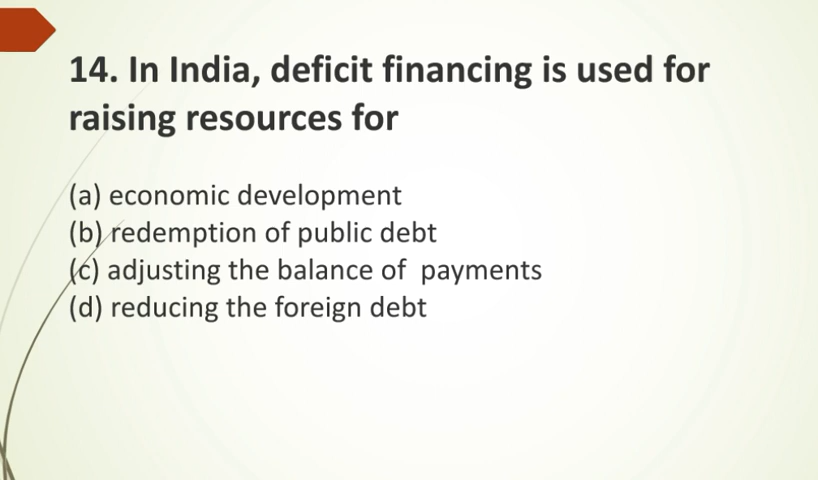 14. In India, deficit financing is used for
raising resources for
(a) economic development
(b) redemption of public debt
(c) adjusting the balance of  payments
(d) reducing the foreign debt